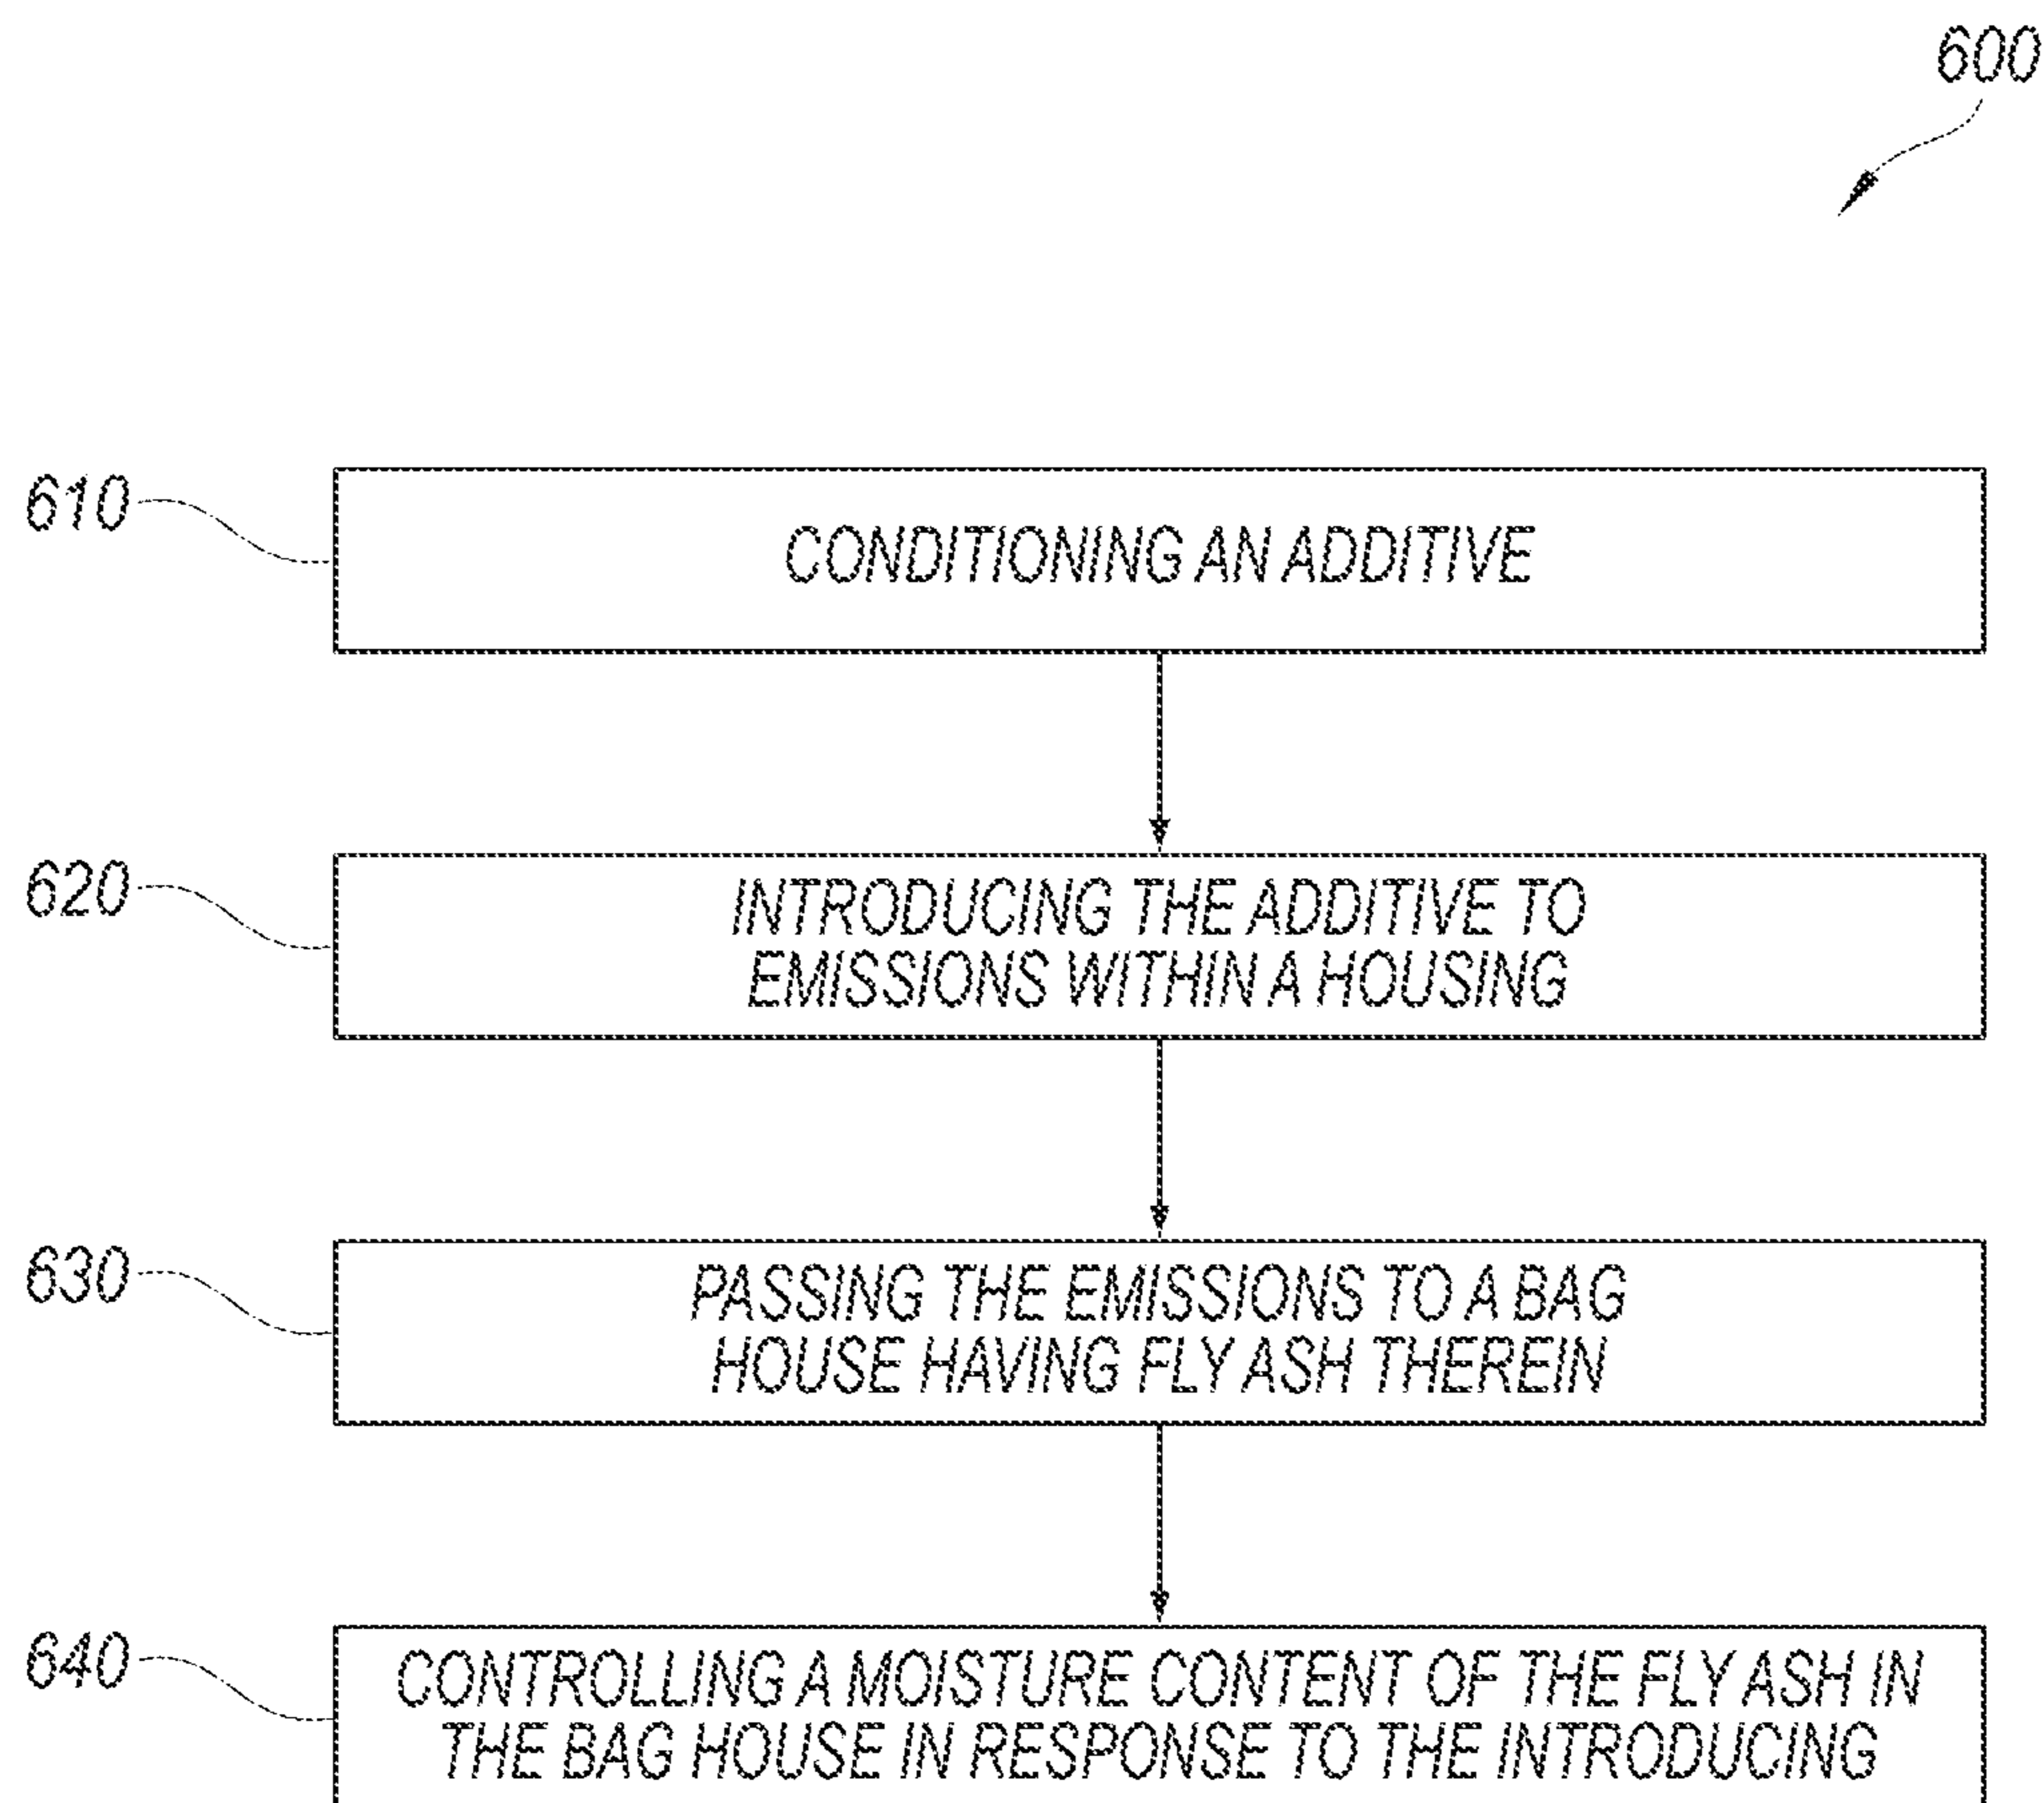 600
610
CONDITIONING AN ADDITIVE
620
INTRODUCING THE ADDITIVE TO
EMISSIONS WITHIN A HOUSING
630
PASSING THE EMISSIONS TO A BAG
HOUSE HAVING FLY ASH THEREIN
640
CONTROLLING A MOISTURE CONTENT OF THE FLY ASH IN
THE BAG HOUSE IN RESPONSE TO THE INTRODUCING